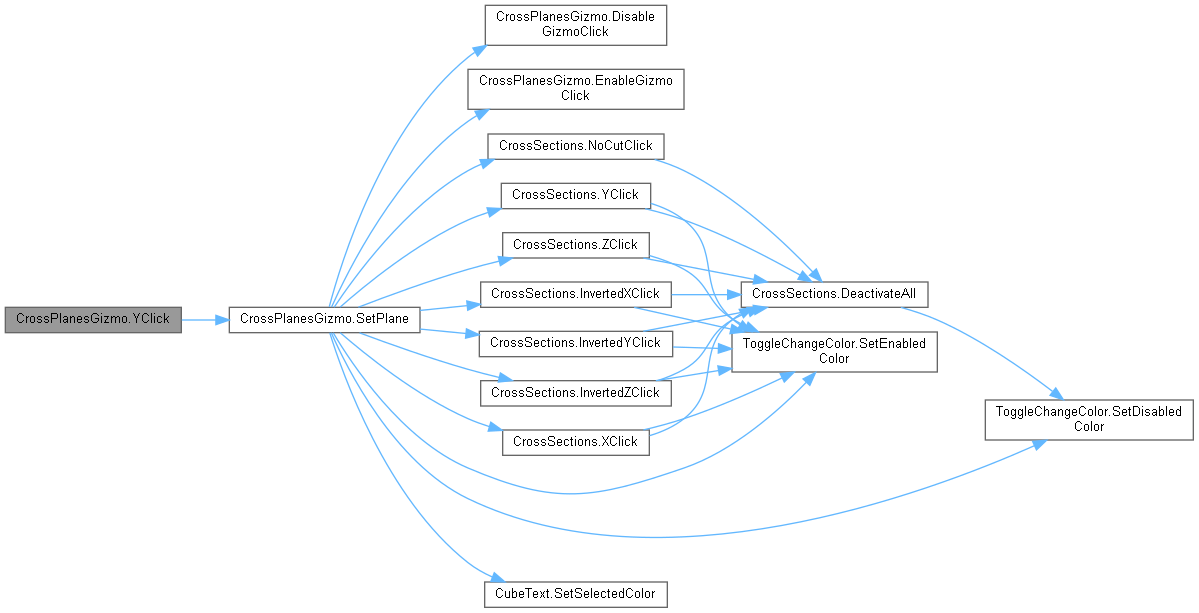 CrossPlanesGizmo.Disable
GizmoClick
CrossPlanesGizmo.EnableGizmo
Click
CrossSections.NoCutClick
CrossSections.YClick
CrossSections.ZClick
CrossSections.InvertedXClick
CrossSections.DeactivateAll
CrossPlanesGizmo.YClick
CrossPlanesGizmo.SetPlane
CrossSections.InvertedYClick
ToggleChangeColor.SetEnabled
Color
CrossSections.InvertedZClick
ToggleChangeColor.SetDisabled
Color
CrossSections.XClick
CubeText.SetSelectedColor